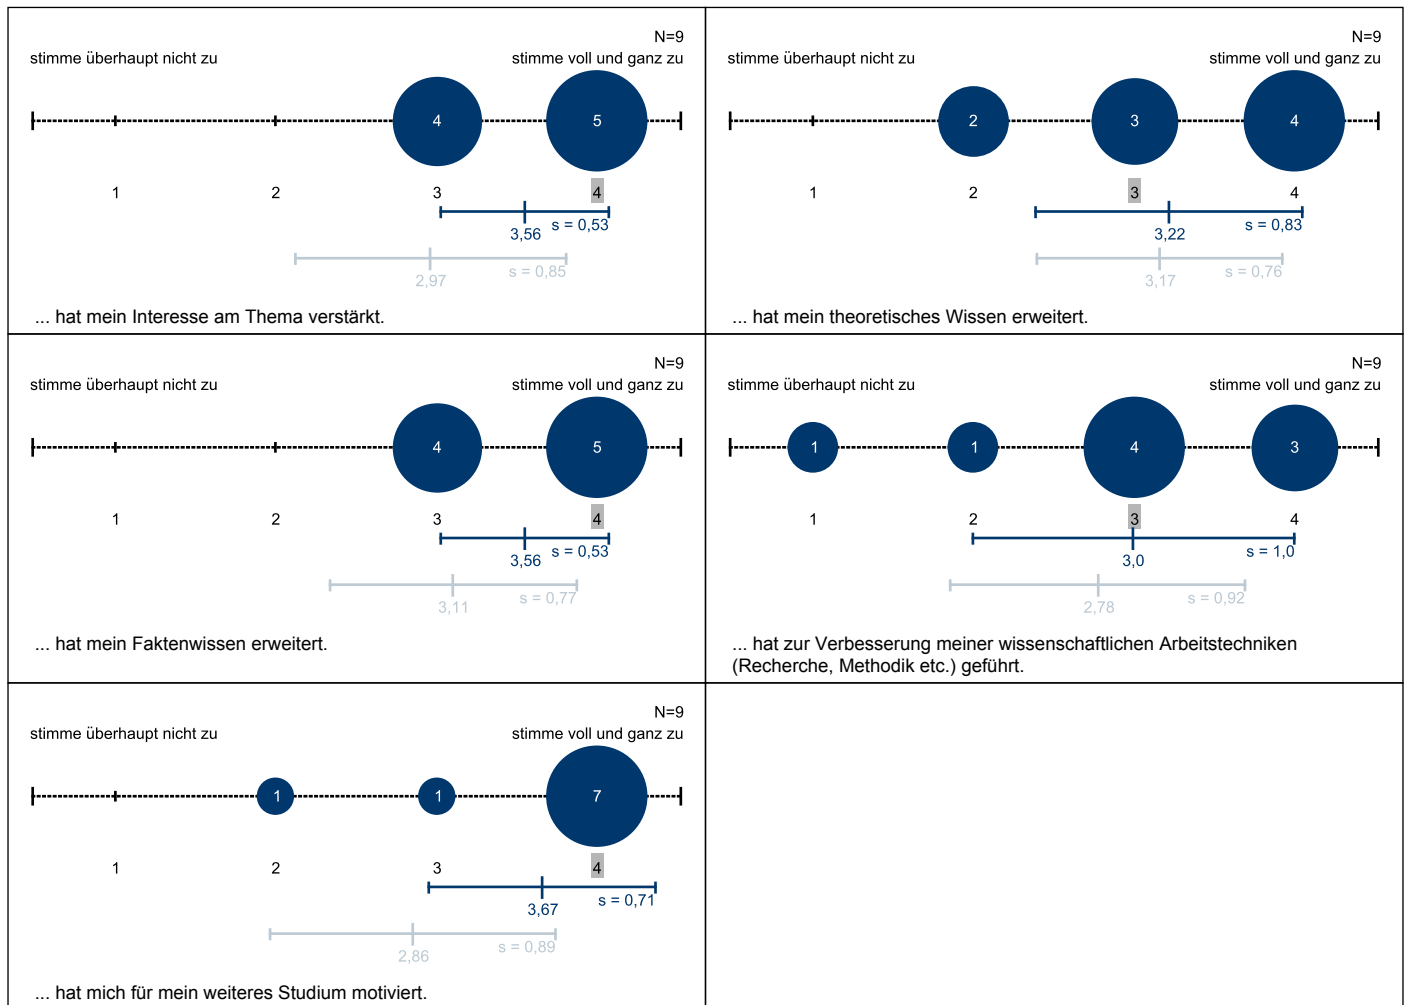 N=9
stimme überhaupt nicht zu stimme voll und ganz zu
4 5
1 2 3 4
s = 0,53
3,56
s = 0,85
2,97
... hat mein Interesse am Thema verstärkt.
N=9
stimme überhaupt nicht zu stimme voll und ganz zu
2 3 4
1 2 3 4
s = 0,83
3,22
s = 0,76
3,17
... hat mein theoretisches Wissen erweitert.
N=9
stimme überhaupt nicht zu stimme voll und ganz zu
4 5
1 2 3 4
s = 0,53
3,56
s = 0,77
3,11
... hat mein Faktenwissen erweitert.
N=9
stimme überhaupt nicht zu stimme voll und ganz zu
1 1 4 3
1 2 3 4
s = 1,0
3,0
s = 0,92
2,78
... hat zur Verbesserung meiner wissenschaftlichen Arbeitstechniken
(Recherche, Methodik etc.) geführt.
N=9
stimme überhaupt nicht zu stimme voll und ganz zu
1 1 7
1 2 3 4
s = 0,71
3,67
s = 0,89
2,86
... hat mich für mein weiteres Studium motiviert.